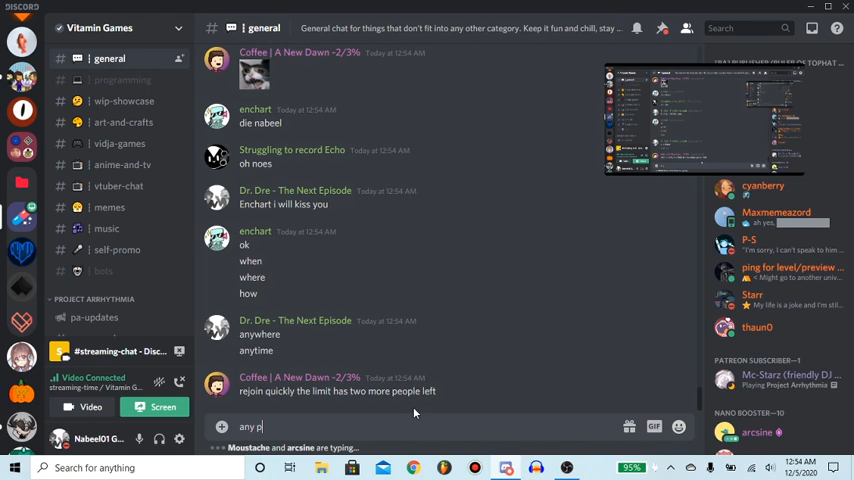 DISCORD
Vitamin Games
general
programming
wip-showcase
art-and-crafts
vidja-games
anime-and-tv
vtuber-chat
memes
music
self-promo
bots
PROJECT ARRHYTHMIA
pa-updates
#streaming-chat - Disc...
Video Connected
streaming-toby / Vitamin G...
Video
Screen
Nabeel01 G...
general
General chat for things that don't fit into any other category. Keep it fun and chill, stay ...
Search
Coffee | A New Dawn ~2/3% Today at 12:54 AM
enchart Today at 12:54 AM
die nabeel
Struggling to record Echo Today at 12:54 AM
oh noes
Dr. Dre - The Next Episode Today at 12:54 AM
Enchart i will kiss you
enchart Today at 12:54 AM
ok
when
where
how
Dr. Dre - The Next Episode Today at 12:54 AM
anywhere
anytime
Coffee | A New Dawn ~2/3% Today at 12:54 AM
rejoin quickly the limit has two more people left
any p
GIF
Moustache and arcsine are typing...
cyanberry
Maxmemeazord
ah yes,
P-S
"I'm sorry, I can't speak to him ...
ping for level/preview ...
< Might go to another univ...
Starr
My life is a joke and I'm stil...
thaun0
PATREON SUBSCRIBER—1
Mc-Starz (friendly DJ ...
Playing Project Arrhythmia
NANO BOOSTER—10
arcsine
Search for anything
95%
12:54 AM
12/5/2020